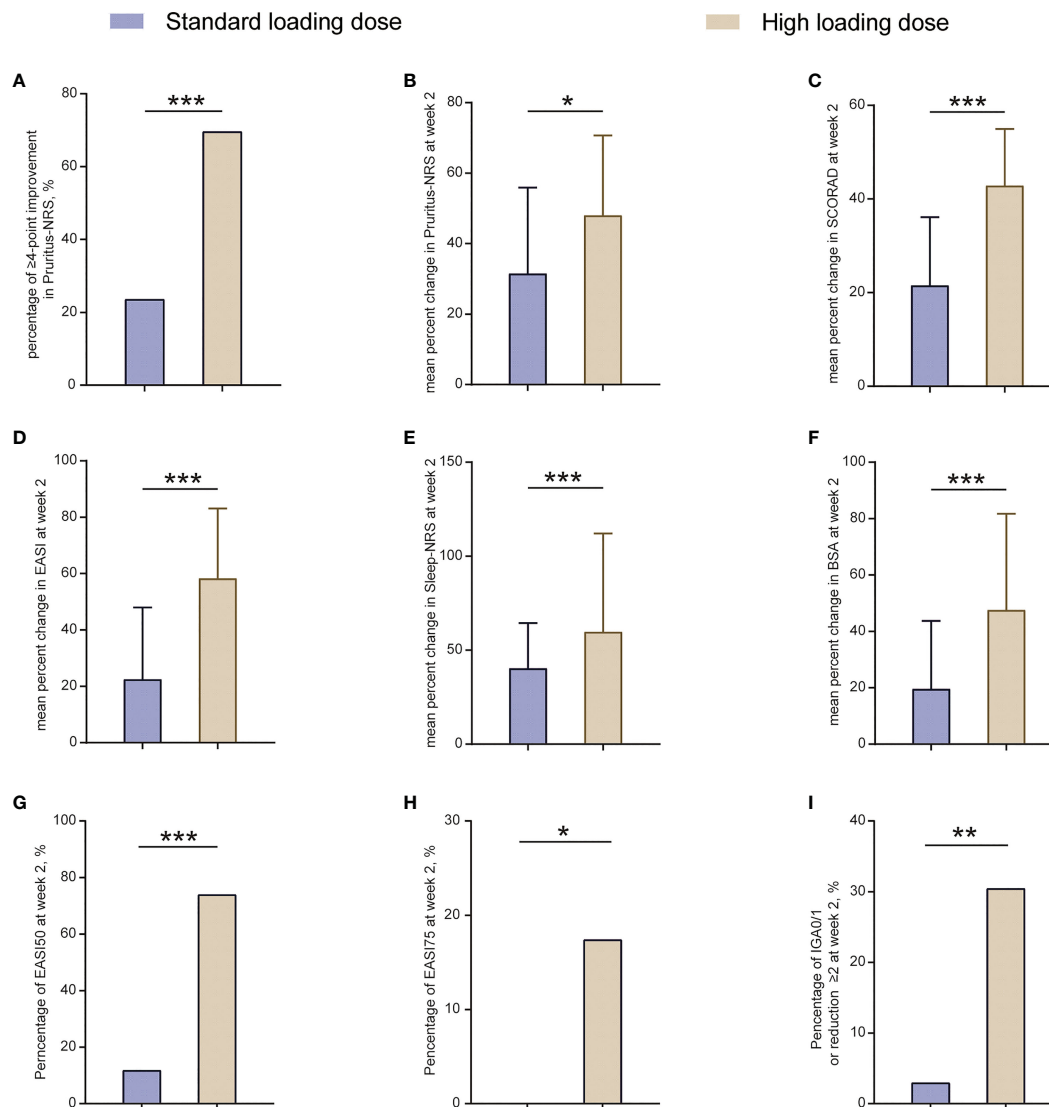 Standard loading dose
High loading dose
A
percentage of ≥4-point improvement
in Pruritus-NRS, %
80
60
40
20
0
***
B
mean percent change in Pruritus-NRS at week 2
80
60
40
20
0
*
C
mean percent change in SCORAD at week 2
60
40
20
0
***
D
mean percent change in EASI at week 2
100
80
60
40
20
0
***
E
mean percent change in Sleep-NRS at week 2
150
100
50
0
***
F
mean percent change in BSA at week 2
100
80
60
40
20
0
***
G
Perncentage of EASI50 at week 2, %
100
80
60
40
20
0
***
H
Pencentage of EASI75 at week 2, %
30
20
10
0
*
I
Pencentage of IGA0/1
or reduction ≥2 at week 2, %
40
30
20
10
0
**